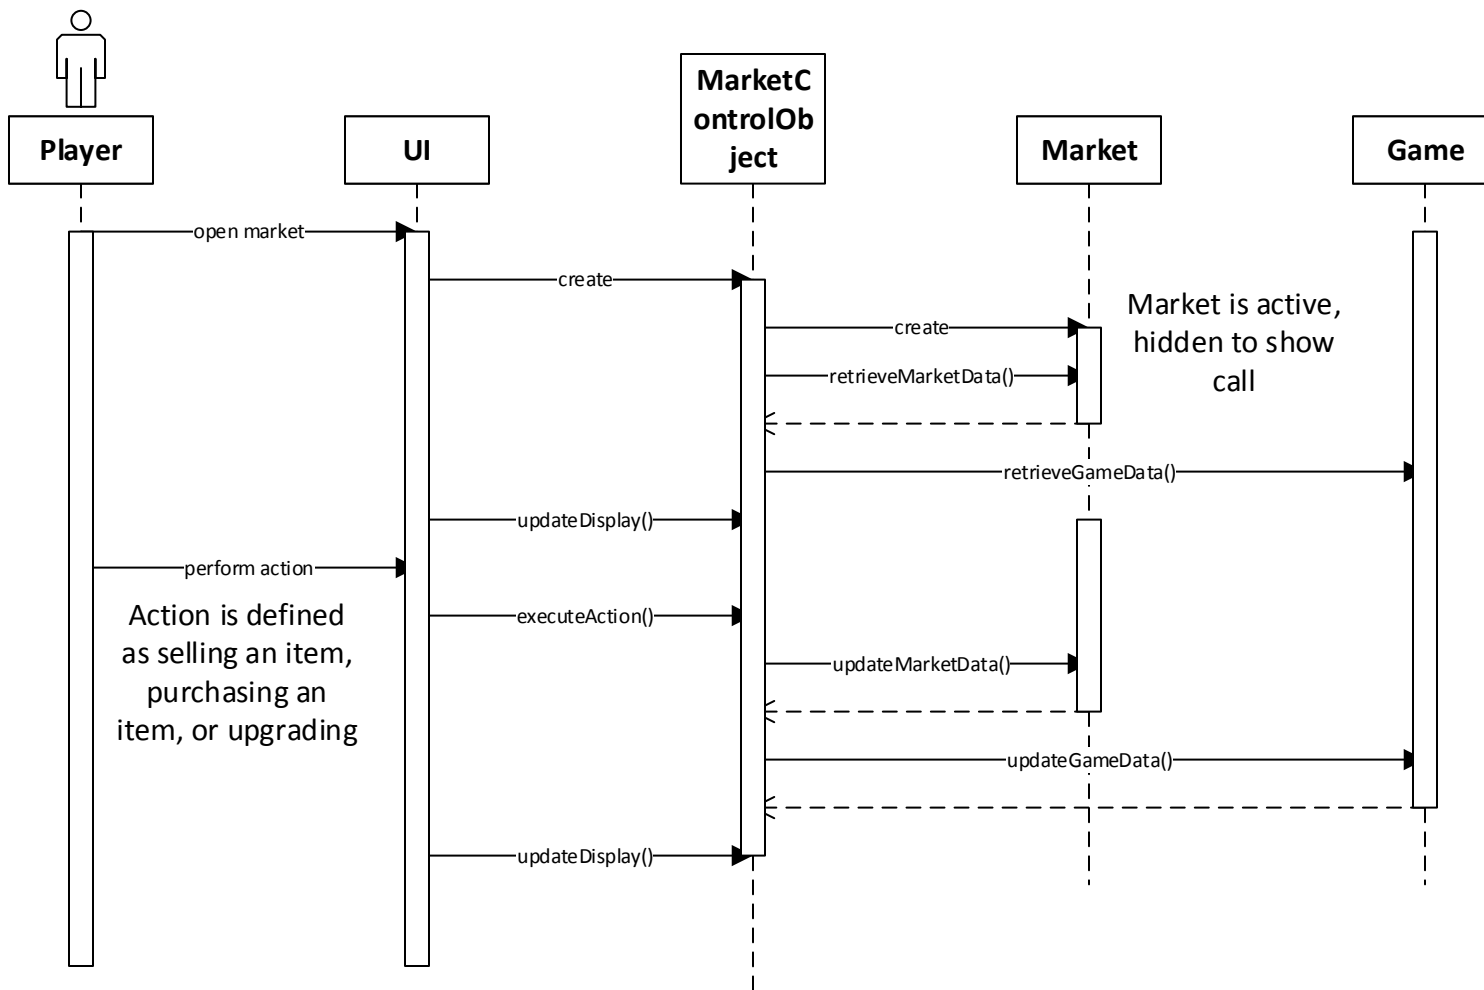 Player
UI
MarketC
ontrolOb
ject
Market
Game
open market
create
create
Market is active,
hidden to show
call
retrieveMarketData()
retrieveGameData()
updateDisplay()
perform action
Action is defined
as selling an item,
purchasing an
item, or upgrading
executeAction()
updateMarketData()
updateGameData()
updateDisplay()